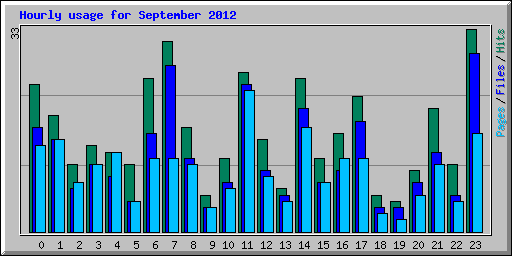 Hourly usage for September 2012
33
Pages / Files / Hits
0 1 2 3 4 5 6 7 8 9 10 11 12 13 14 15 16 17 18 19 20 21 22 23